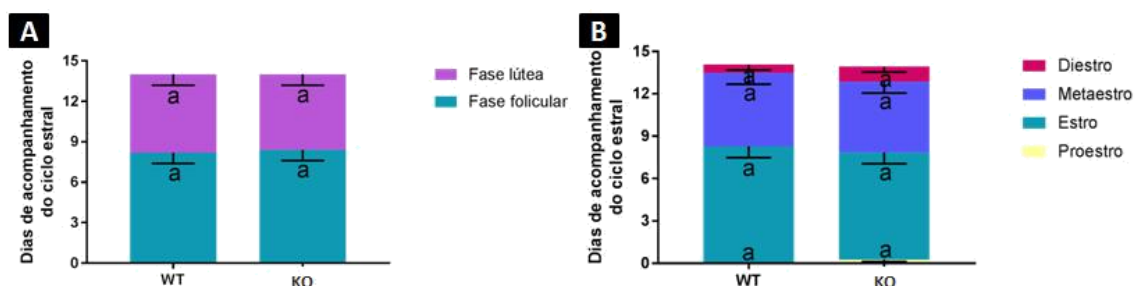 A
Dias de acompanhamento
do ciclo estral
15
12
9
6
3
0
a
a
a
a
WT
KO
Fase lútea
Fase folicular
B
Dias de acompanhamento
do ciclo estral
15
12
9
6
3
0
a
a
a
a
a
a
a
a
WT
KO
Diestro
Metaestro
Estro
Proestro